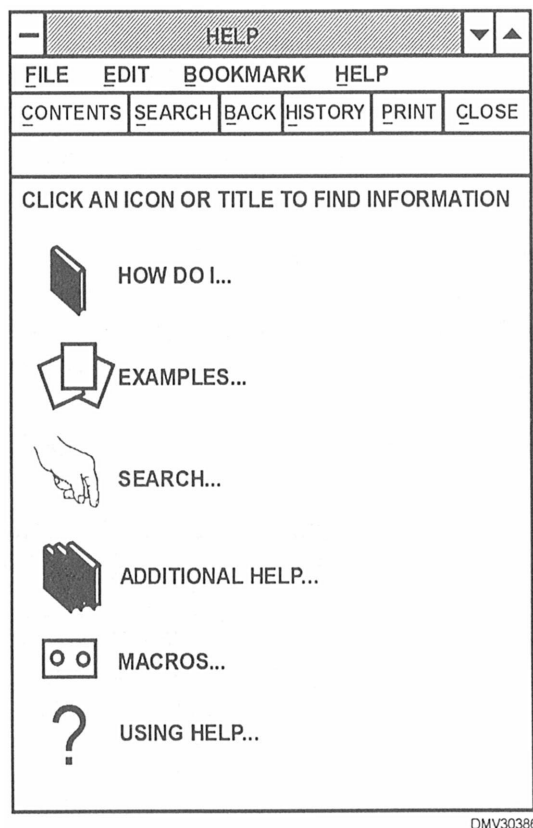 HELP
FILE EDIT BOOKMARK HELP
CONTENTS SEARCH BACK HISTORY PRINT CLOSE
CLICK AN ICON OR TITLE TO FIND INFORMATION
HOW DO I...
EXAMPLES...
SEARCH...
ADDITIONAL HELP...
MACROS...
? USING HELP...
DMV30386